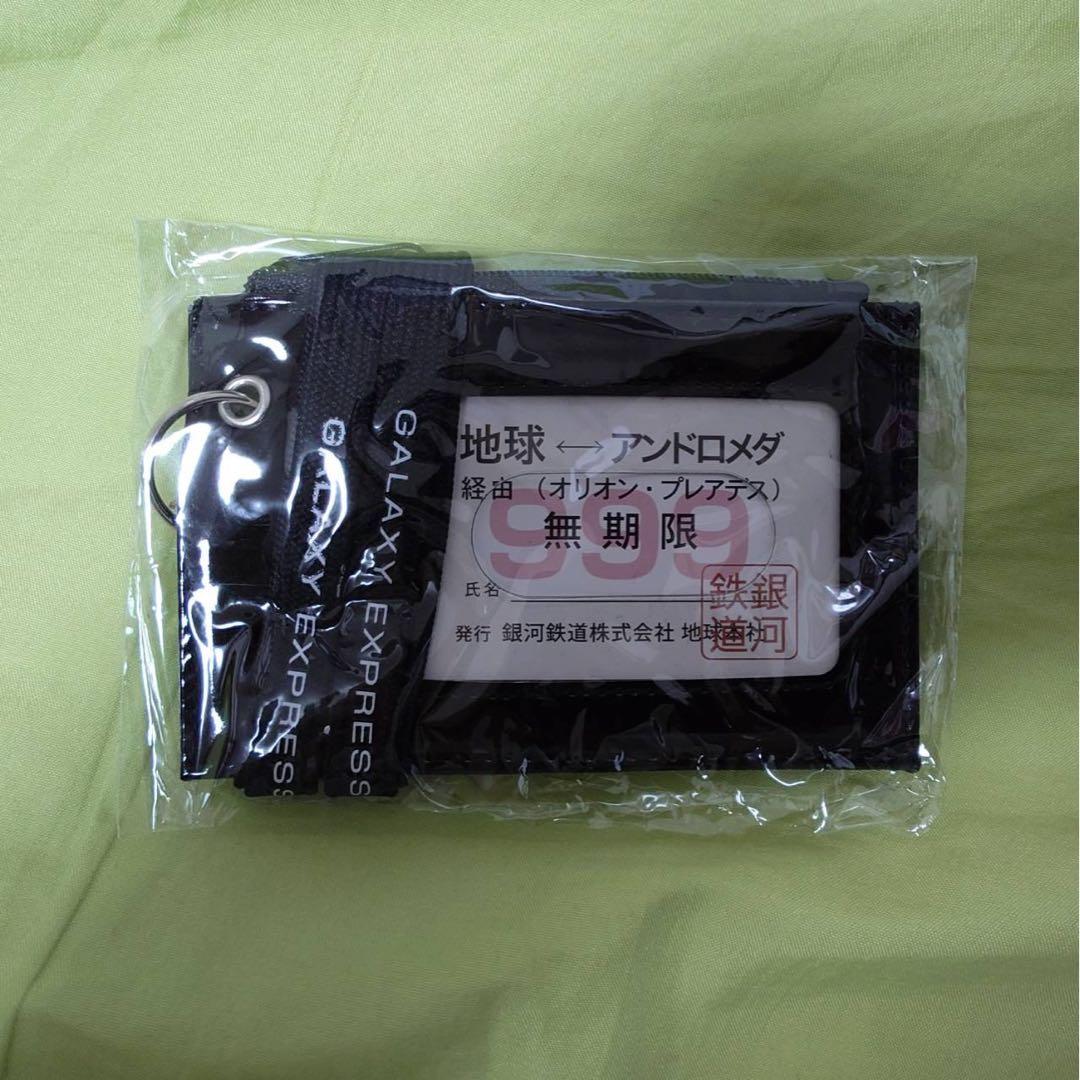 GALAXY EXPRESS
GALAXY EXPRESS
地球 ←→ アンドロメダ
経由 (オリオン・プレアデス)
999
無期限
氏名
発行 銀河鉄道株式会社 地球本社
銀河
鉄道